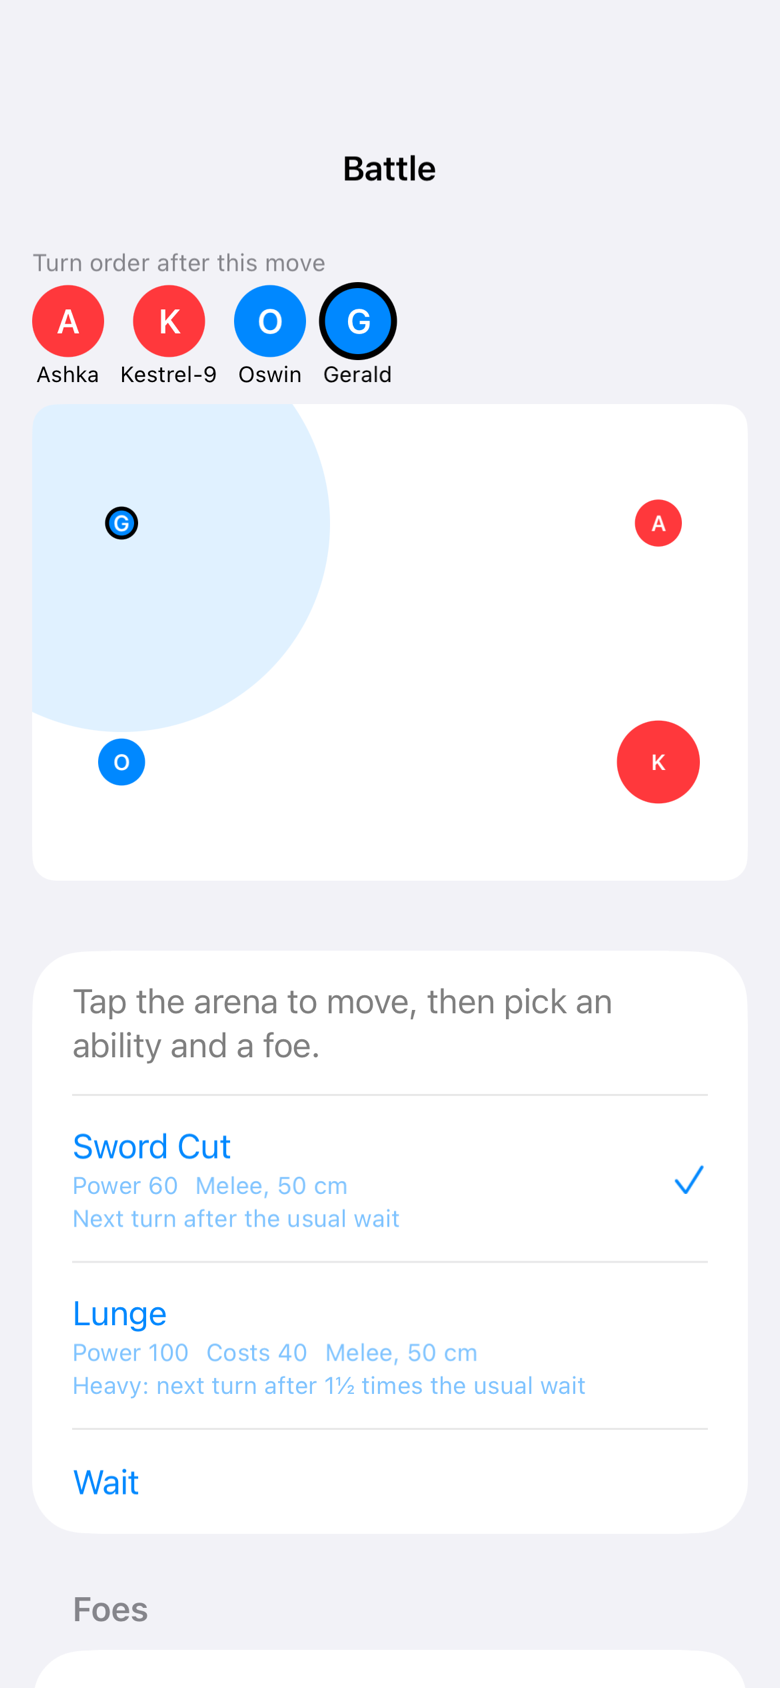 Battle
Turn order after this move
A K O G
Ashka Kestrel-9 Oswin Gerald
G A
O K
Tap the arena to move, then pick an
ability and a foe.
Sword Cut
Power 60 Melee, 50 cm
Next turn after the usual wait
Lunge
Power 100 Costs 40 Melee, 50 cm
Heavy: next turn after 1½ times the usual wait
Wait
Foes